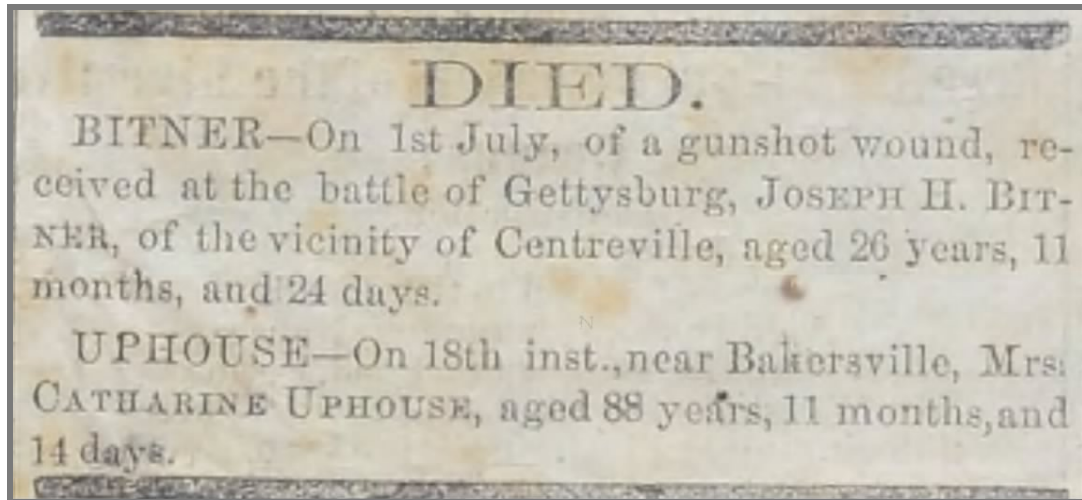 DIED.
BITNER—On 1st July, of a gunshot wound, re-
ceived at the battle of Gettysburg, JOSEPH H. BIT-
NER, of the vicinity of Centreville, aged 26 years, 11
months, and 24 days.
UPHOUSE—On 18th inst., near Bakersville, Mrs.
CATHARINE UPHOUSE, aged 88 years, 11 months, and
14 days.